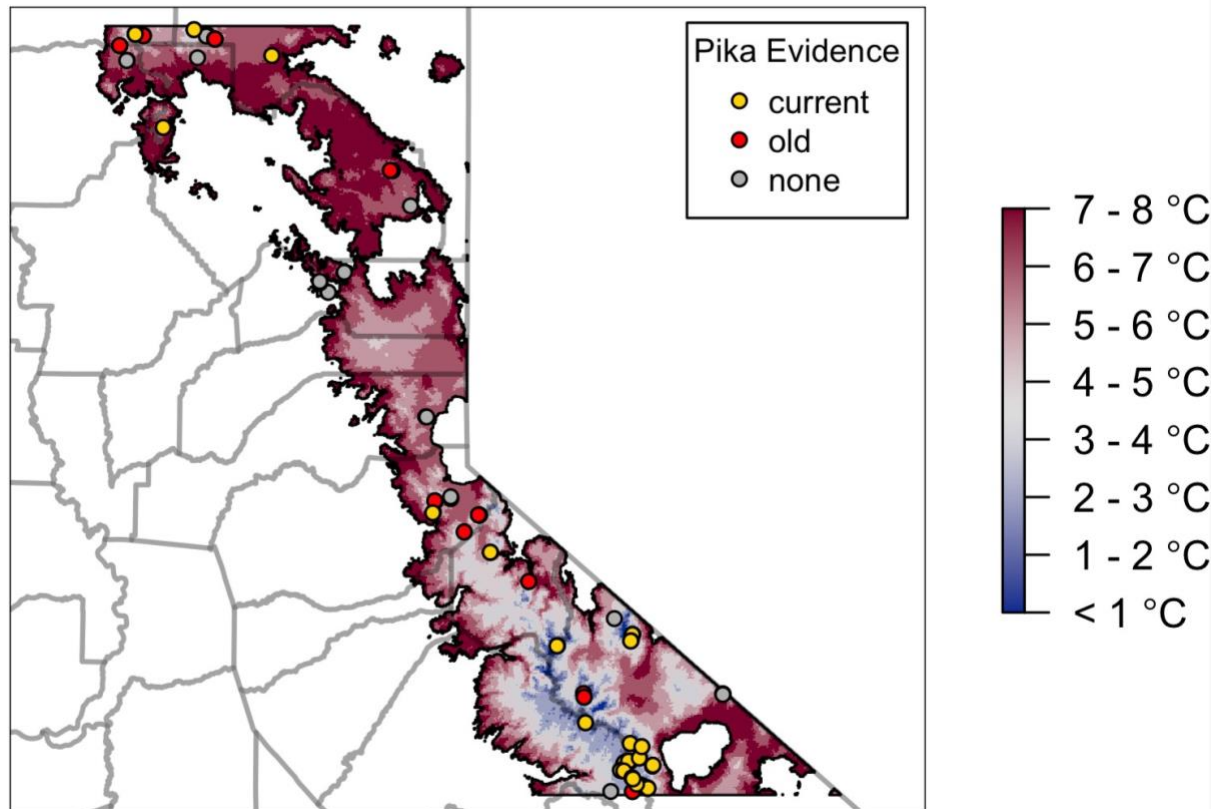 Pika Evidence
current
old
none
7 - 8 °C
6 - 7 °C
5 - 6 °C
4 - 5 °C
3 - 4 °C
2 - 3 °C
1 - 2 °C
< 1 °C